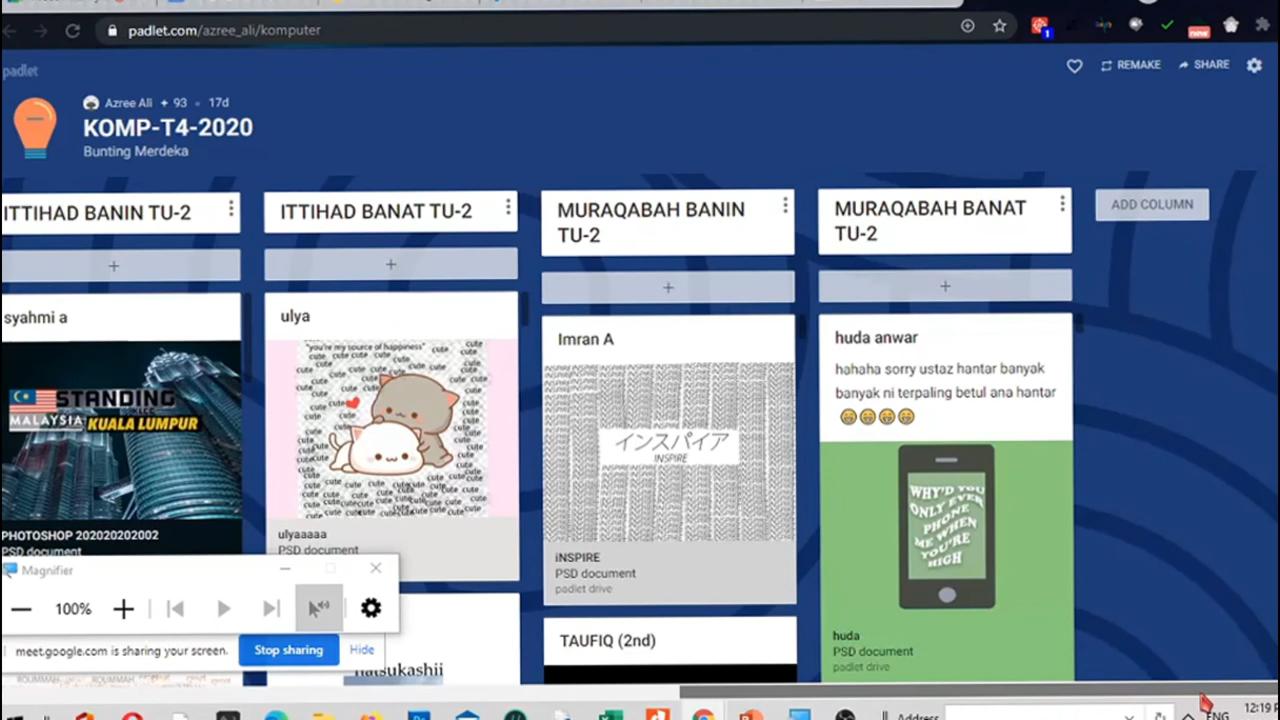 padlet.com/azree_ali/komputer
new
1
padlet
REMAKE
SHARE
Azree Ali + 93 • 17d
KOMP-T4-2020
Bunting Merdeka
ITTIHAD BANIN TU-2
ITTIHAD BANAT TU-2
MURAQABAH BANIN
TU-2
MURAQABAH BANAT
TU-2
ADD COLUMN
syahmi a
STANDING
MALAYSIA
KUALA LUMPUR
PHOTOSHOP 202020202002
PSD document
ulya
"you're my source of happiness"
cute
ulyaaaaa
PSD document
natsukashii
Imran A
インスパイア
INSPIRE
iNSPIRE
PSD document
padlet drive
TAUFIQ (2nd)
huda anwar
hahaha sorry ustaz hantar banyak
banyak ni terpaling betul ana hantar
WHY'D YOU
ONLY EVER
PHONE
ME WHEN
YOU'RE
HIGH
huda
PSD document
padlet drive
Magnifier
100%
meet.google.com is sharing your screen.
Stop sharing
Hide
Address
ENG
12:19 P